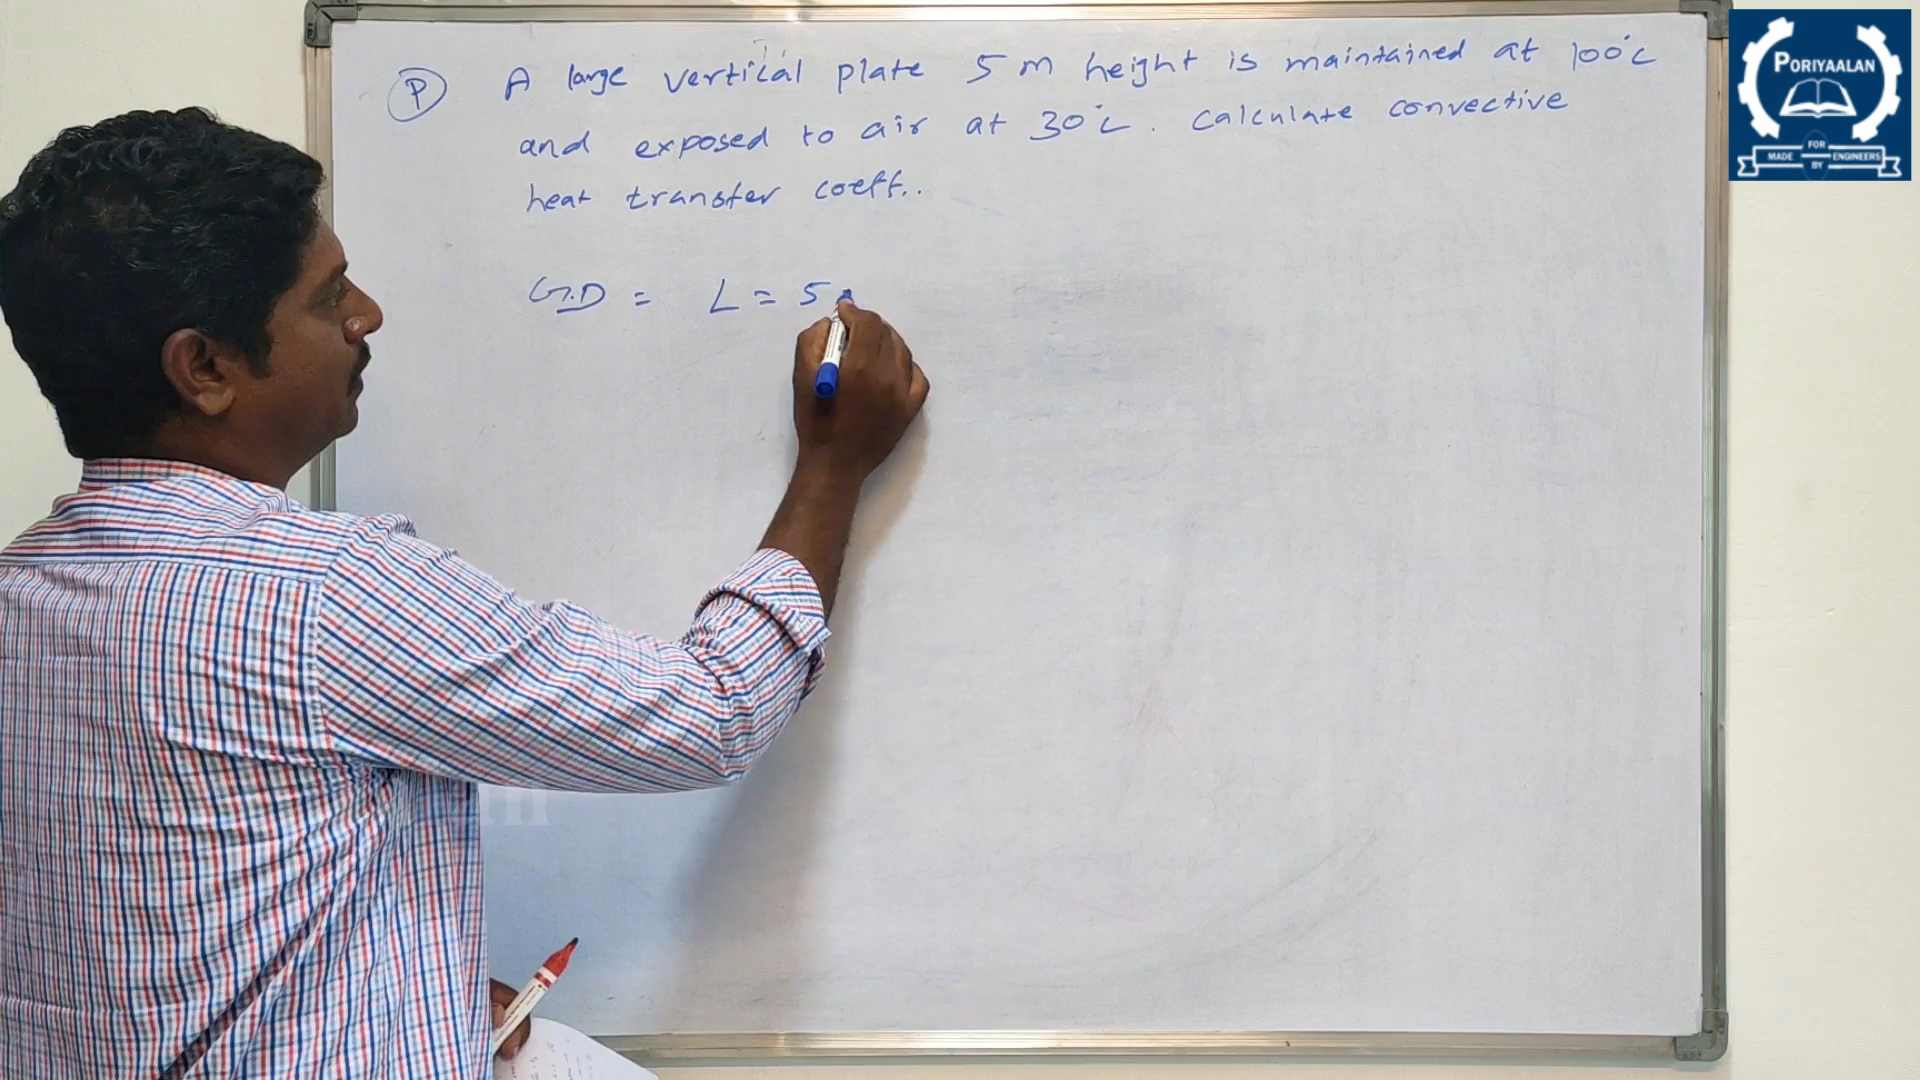 P A large vertical plate 5 m height is maintained at 100°C
and exposed to air at 30°C. Calculate convective
heat transfer coeff..
G.D = L = 5
PORIYAALAN
FOR
MADE ENGINEERS
BY